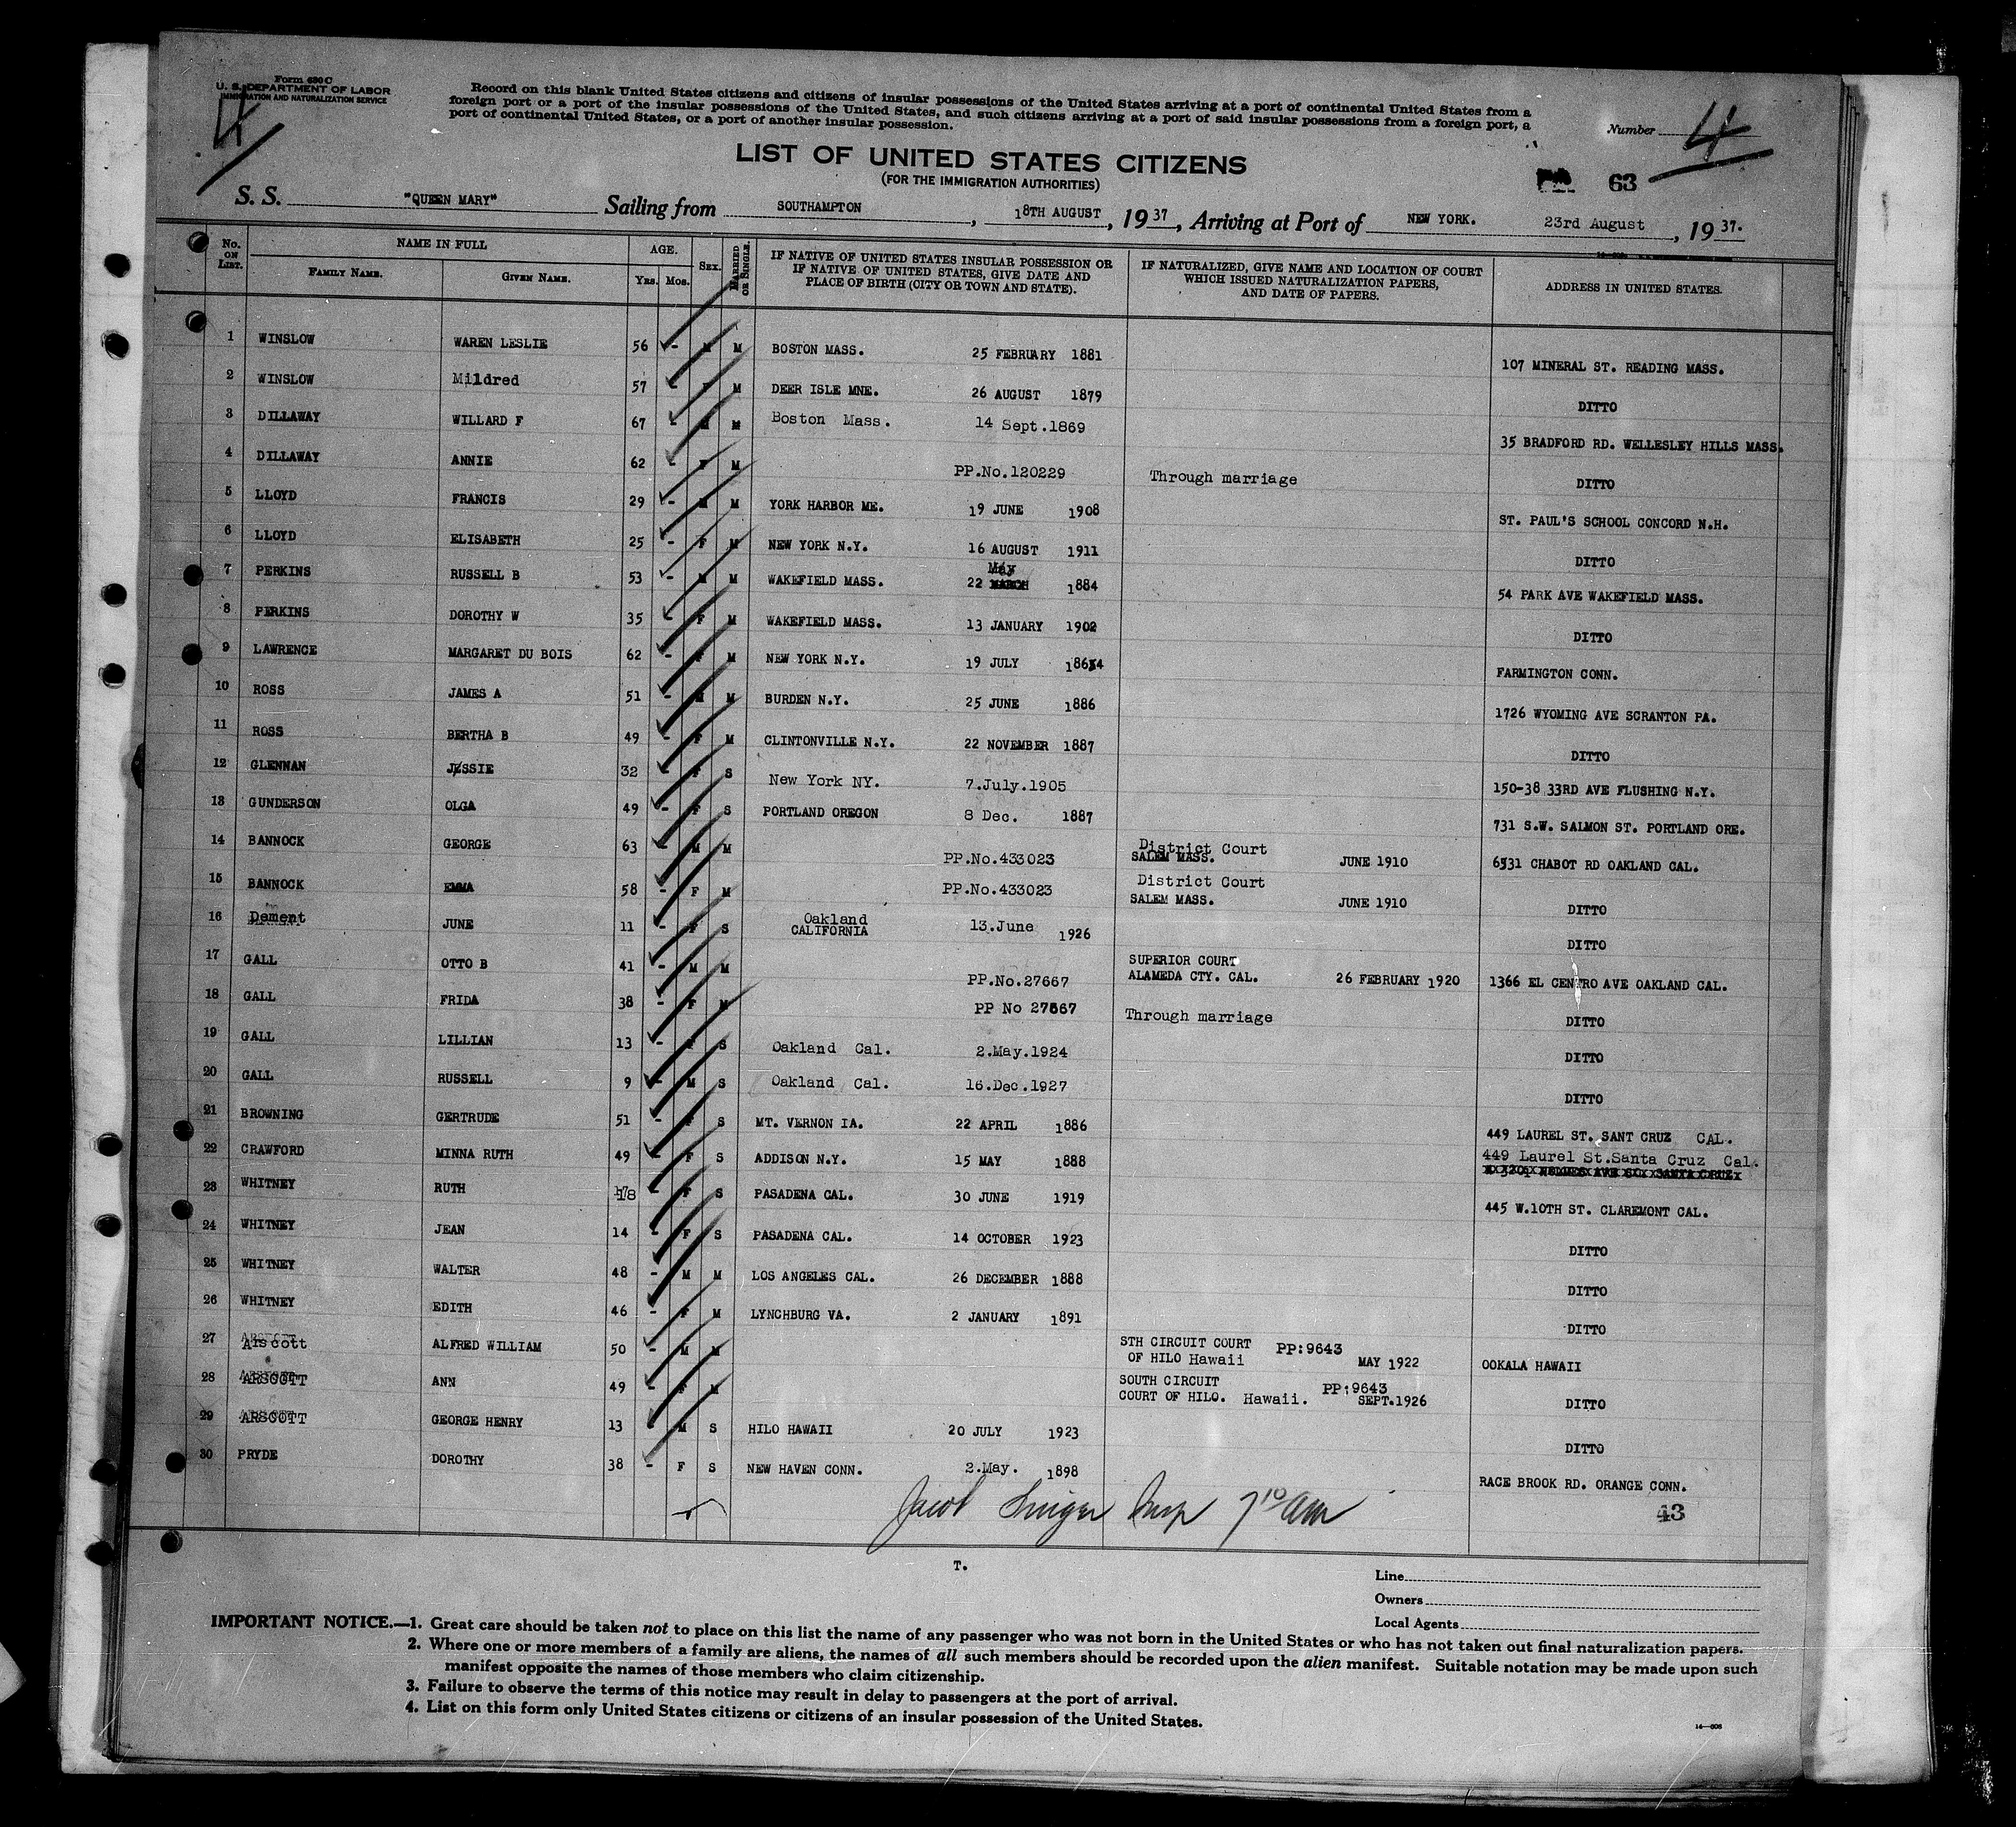 Form 630 C
U. S. DEPARTMENT OF LABOR
IMMIGRATION AND NATURALIZATION SERVICE
4
Record on this blank United States citizens and citizens of insular possessions of the United States arriving at a port of continental United States from a
foreign port or a port of the insular possessions of the United States, and such citizens arriving at a port of said insular possessions from a foreign port, a
port of continental United States, or a port of another insular possession.
Number 4
LIST OF UNITED STATES CITIZENS
(FOR THE IMMIGRATION AUTHORITIES)
63
S. S. "QUEEN MARY" Sailing from SOUTHAMPTON, 18TH AUGUST, 1937, Arriving at Port of NEW YORK. 23rd August, 1937.
No. ON LIST. NAME IN FULL FAMILY NAME. GIVEN NAME. AGE. Yrs. Mos. SEX. MARRIED OR SINGLE. IF NATIVE OF UNITED STATES INSULAR POSSESSION OR IF NATIVE OF UNITED STATES, GIVE DATE AND PLACE OF BIRTH (CITY OR TOWN AND STATE). IF NATURALIZED, GIVE NAME AND LOCATION OF COURT WHICH ISSUED NATURALIZATION PAPERS, AND DATE OF PAPERS. ADDRESS IN UNITED STATES.
1 WINSLOW WAREN LESLIE 56 - M M BOSTON MASS. 25 FEBRUARY 1881 107 MINERAL ST. READING MASS.
2 WINSLOW Mildred 57 - F M DEER ISLE MNE. 26 AUGUST 1879 DITTO
3 DILLAWAY WILLARD F 67 - M M Boston Mass. 14 Sept.1869 35 BRADFORD RD. WELLESLEY HILLS MASS.
4 DILLAWAY ANNIE 62 - F M PP.No.120229 Through marriage DITTO
5 LLOYD FRANCIS 29 - M M YORK HARBOR ME. 19 JUNE 1908 ST. PAUL'S SCHOOL CONCORD N.H.
6 LLOYD ELISABETH 25 - F M NEW YORK N.Y. 16 AUGUST 1911 DITTO
7 PERKINS RUSSELL B 53 - M M WAKEFIELD MASS. 22 MARCH May 1884 54 PARK AVE WAKEFIELD MASS.
8 PERKINS DOROTHY W 35 - F M WAKEFIELD MASS. 13 JANUARY 1902 DITTO
9 LAWRENCE MARGARET DU BOIS 62 - F M NEW YORK N.Y. 19 JULY FARMINGTON CONN.
10 ROSS JAMES A 51 - M M BURDEN N.Y. 25 JUNE 1886 1726 WYOMING AVE SCRANTON PA.
11 ROSS BERTHA B 49 - F M CLINTONVILLE N.Y. 22 NOVEMBER 1887 DITTO
12 GLENNAN JESSIE 32 - F S New York NY. 7.July.1905 150-38 33RD AVE FLUSHING N.Y.
13 GUNDERSON OLGA 49 - F S PORTLAND OREGON 8 Dec. 1887 731 S.W. SALMON ST. PORTLAND ORE.
14 BANNOCK GEORGE 63 - M M PP.No.433023 District Court SALEM MASS. JUNE 1910 6531 CHABOT RD OAKLAND CAL.
15 BANNOCK EMMA 58 - F M PP.No.433023 District Court SALEM MASS. JUNE 1910 DITTO
16 Dement JUNE 11 - F S Oakland CALIFORNIA 13.June 1926 DITTO
17 GALL OTTO B 41 - M M PP.No.27667 SUPERIOR COURT ALAMEDA CTY. CAL. 26 FEBRUARY 1920 1366 EL CENTRO AVE OAKLAND CAL.
18 GALL FRIDA 38 - F M PP No 27667 Through marriage DITTO
19 GALL LILLIAN 13 - F S Oakland Cal. 2.May.1924 DITTO
20 GALL RUSSELL 9 - M S Oakland Cal. 16.Dec.1927 DITTO
21 BROWNING GERTRUDE 51 - F S MT. VERNON IA. 22 APRIL 1886 449 LAUREL ST. SANT CRUZ CAL.
22 CRAWFORD MINNA RUTH 49 - F S ADDISON N.Y. 15 MAY 1888 449 Laurel St.Santa Cruz Cal.
23 WHITNEY RUTH 18 - F S PASADENA CAL. 30 JUNE 1919 445 W.10TH ST. CLAREMONT CAL.
24 WHITNEY JEAN 14 - F S PASADENA CAL. 14 OCTOBER 1923 DITTO
25 WHITNEY WALTER 48 - M M LOS ANGELES CAL. 26 DECEMBER 1888 DITTO
26 WHITNEY EDITH 46 - F M LYNCHBURG VA. 2 JANUARY 1891 DITTO
27 Arscott ALFRED WILLIAM 50 - M M STH CIRCUIT COURT OF HILO Hawaii PP:9643 MAY 1922 OOKALA HAWAII
28 ARSCOTT ANN 49 - F M SOUTH CIRCUIT COURT OF HILO. Hawaii. PP:9643 SEPT.1926 DITTO
29 ARSCOTT GEORGE HENRY 13 - M S HILO HAWAII 20 JULY 1923 DITTO
30 PRYDE DOROTHY 38 - F S NEW HAVEN CONN. 2.May. 1898 RACE BROOK RD. ORANGE CONN.
Jacob Insp 7 10 am
43
T.
Line
Owners
Local Agents
IMPORTANT NOTICE.—1. Great care should be taken not to place on this list the name of any passenger who was not born in the United States or who has not taken out final naturalization papers.
2. Where one or more members of a family are aliens, the names of all such members should be recorded upon the alien manifest. Suitable notation may be made upon such
manifest opposite the names of those members who claim citizenship.
3. Failure to observe the terms of this notice may result in delay to passengers at the port of arrival.
4. List on this form only United States citizens or citizens of an insular possession of the United States.
14—606